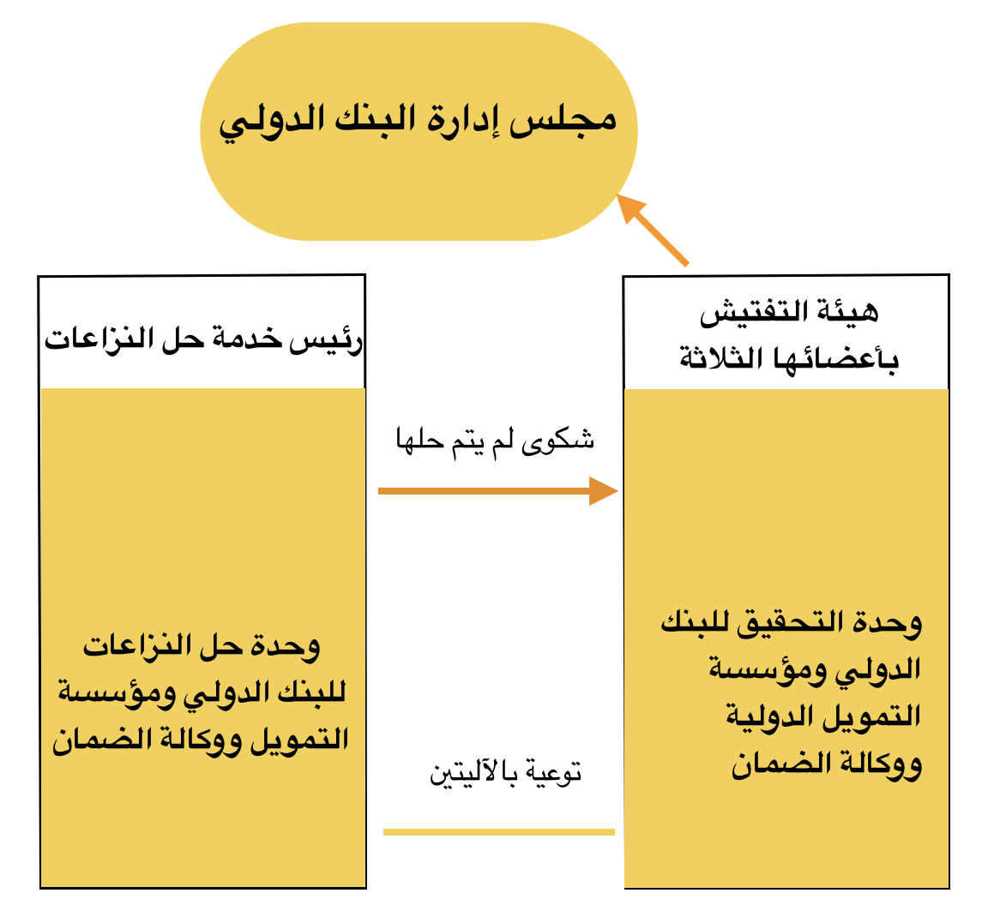 مجلس إدارة البنك الدولي
هيئة التفتيش
بأعضائها الثلاثة
رئيس خدمة حل النزاعات
شكوى لم يتم حلها
وحدة التحقيق للبنك
الدولي ومؤسسة
التمويل الدولية
ووكالة الضمان
وحدة حل النزاعات
للبنك الدولي ومؤسسة
التمويل ووكالة الضمان
توعية بالآليتين